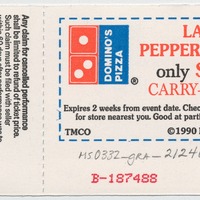 Any claim for cancelled performance
shall be limited to refund of ticket price.
Such claim must be filed with seller
DOMINO'S
PIZZA
LA
PEPPER
only $
CARRY-
Expires 2 weeks from event date. Chec
for store nearest you. Good at parti
TMCO ©1990
MS0332-gra-2124
B-187488